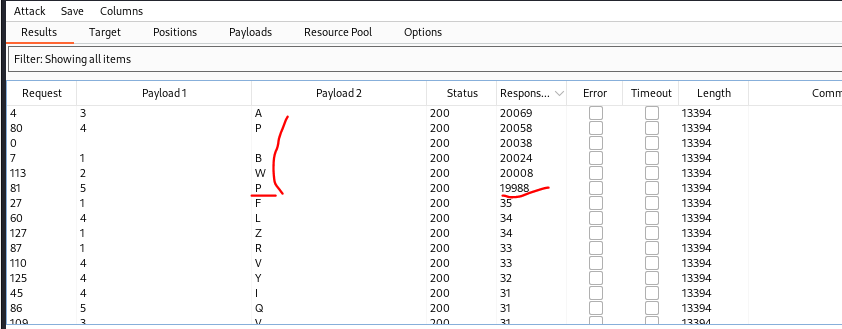 Attack Save Columns
Results Target Positions Payloads Resource Pool Options
Filter: Showing all items
Request Payload 1 Payload 2 Status Respons... Error Timeout Length Comm
4 3 A 200 20069 13394
80 4 P 200 20058 13394
0 200 20038 13394
7 1 B 200 20024 13394
113 2 W 200 20008 13394
81 5 P 200 19988 13394
27 1 F 200 35 13394
60 4 L 200 34 13394
127 1 Z 200 34 13394
87 1 R 200 33 13394
110 4 V 200 33 13394
125 4 Y 200 32 13394
45 4 I 200 31 13394
86 5 Q 200 31 13394
109 3 V 200 31 13394